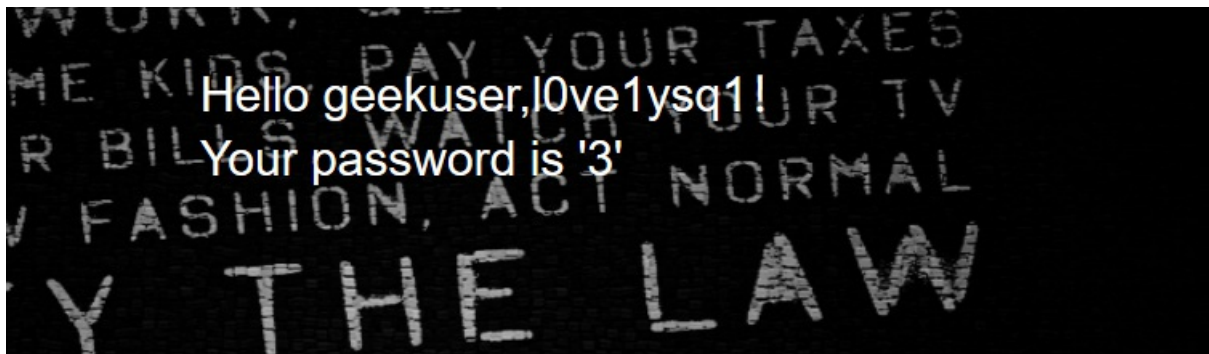 WORK,
ME KIDS, PAY YOUR TAXES
Hello geekuser,l0ve1ysq1!
R BILLS WATCH YOUR TV
Your password is '3'
FASHION, ACT NORMAL
Y THE LAW